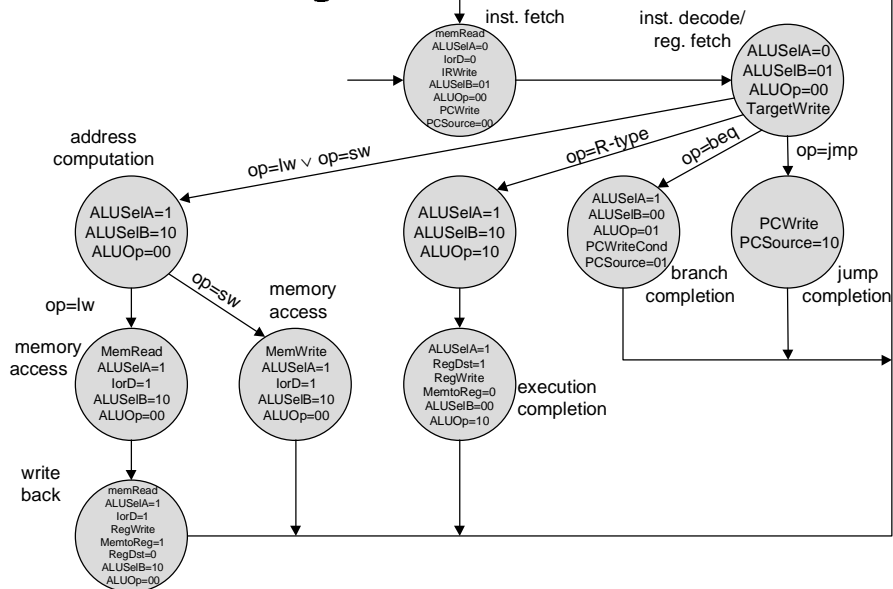 inst. fetch
memRead
ALUSelA=0
IorD=0
IRWrite
ALUSelB=01
ALUOp=00
PCWrite
PCSource=00
inst. decode/
reg. fetch
ALUSelA=0
ALUSelB=01
ALUOp=00
TargetWrite
op=lw ∨ op=sw
op=R-type
op=beq
op=jmp
address
computation
ALUSelA=1
ALUSelB=10
ALUOp=00
ALUSelA=1
ALUSelB=10
ALUOp=10
ALUSelA=1
ALUSelB=00
ALUOp=01
PCWriteCond
PCSource=01
branch
completion
PCWrite
PCSource=10
jump
completion
op=lw
op=sw
memory
access
MemRead
ALUSelA=1
IorD=1
ALUSelB=10
ALUOp=00
memory
access
MemWrite
ALUSelA=1
IorD=1
ALUSelB=10
ALUOp=00
ALUSelA=1
RegDst=1
RegWrite
MemtoReg=0
ALUSelB=00
ALUOp=10
execution
completion
write
back
memRead
ALUSelA=1
IorD=1
RegWrite
MemtoReg=1
RegDst=0
ALUSelB=10
ALUOp=00